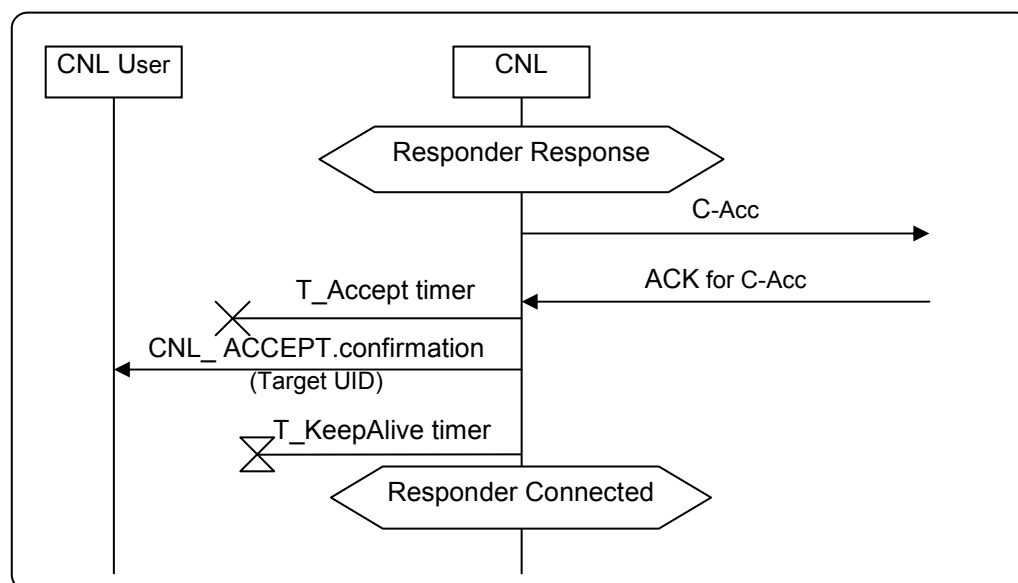 CNL User
CNL
Responder Response
C-Acc
ACK for C-Acc
T_Accept timer
CNL_ ACCEPT.confirmation
(Target UID)
T_KeepAlive timer
Responder Connected